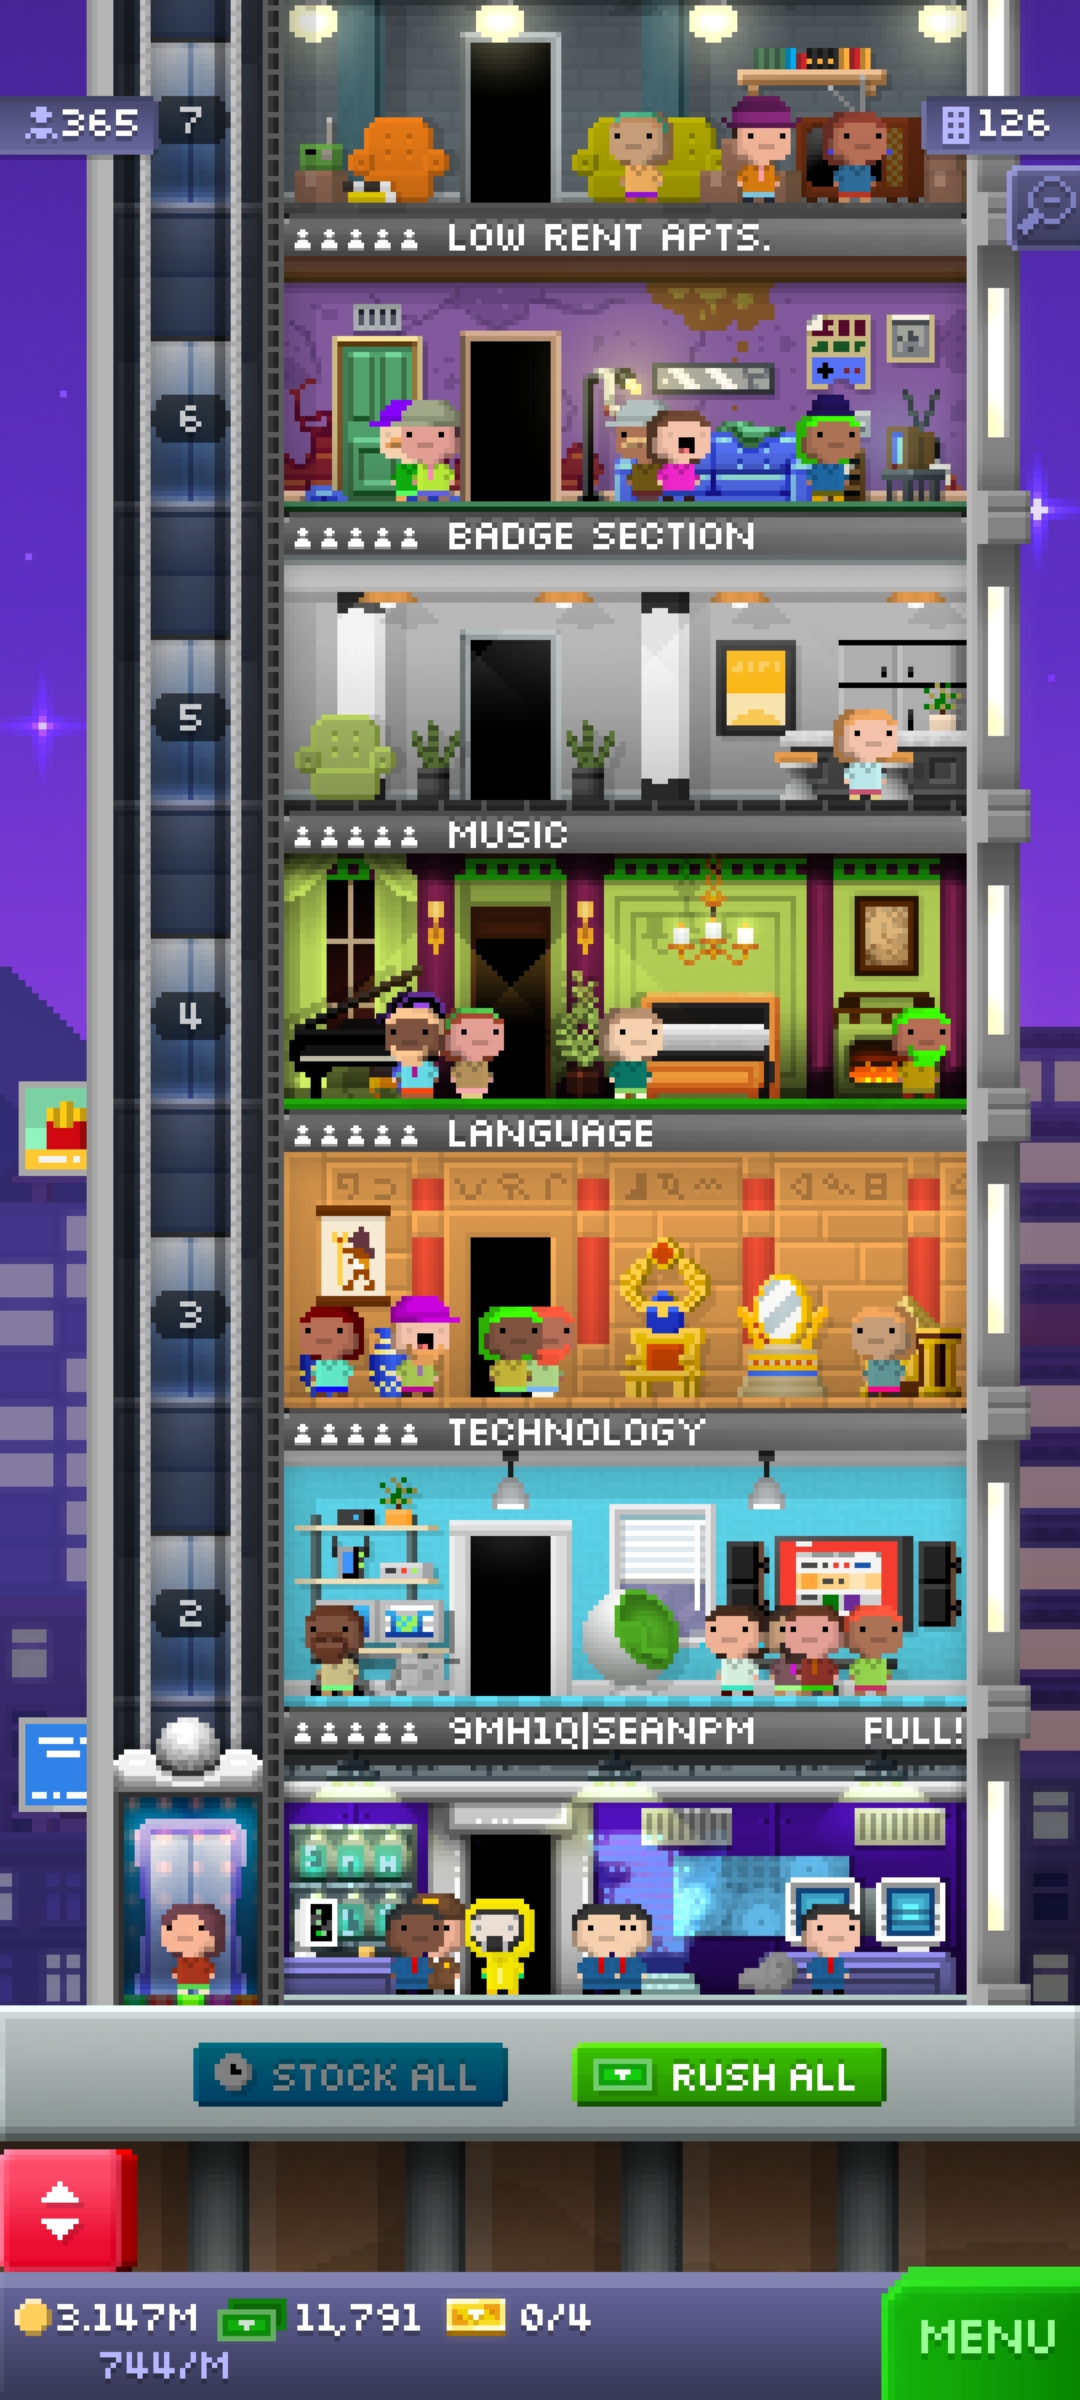 365
7
126
LOW RENT APTS.
6
BADGE SECTION
5
MUSIC
4
LANGUAGE
3
TECHNOLOGY
2
9MH1Q|SEANPM FULL!
STOCK ALL
RUSH ALL
3.147M
11,791
0/4
744/M
MENU